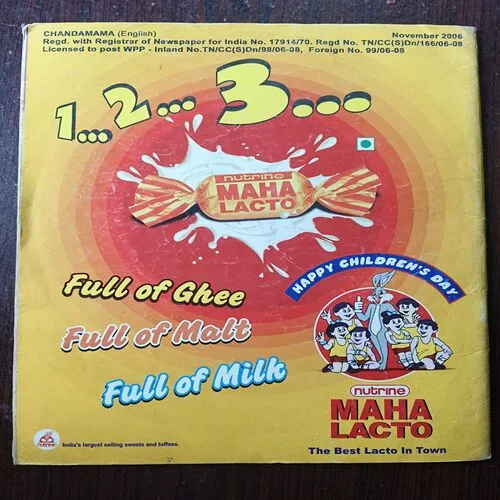 CHANDAMAMA (English)
November 2006
Regd. with Registrar of Newspaper for India No. 17914/70. Regd No. TN/CC(S)Dn/166/06-08
Licensed to post WPP - Inland No.TN/CC(S)Dn/98/06-08, Foreign No. 99/06-08
1... 2... 3...
nutrine
MAHA
LACTO
Full of Ghee
Full of Malt
Full of Milk
HAPPY CHILDREN'S DAY
nutrine
MAHA
LACTO
The Best Lacto In Town
India's largest selling sweets and toffees.